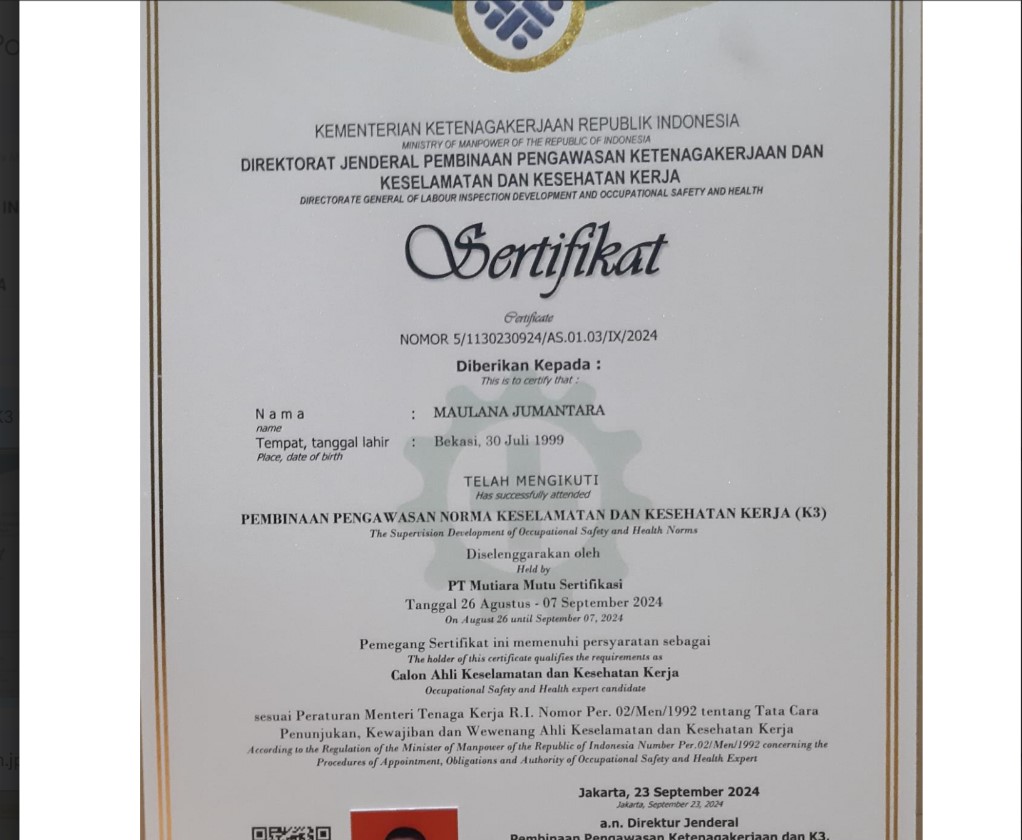 KEMENTERIAN KETENAGAKERJAAN REPUBLIK INDONESIA
MINISTRY OF MANPOWER OF THE REPUBLIC OF INDONESIA
DIREKTORAT JENDERAL PEMBINAAN PENGAWASAN KETENAGAKERJAAN DAN
KESELAMATAN DAN KESEHATAN KERJA
DIRECTORATE GENERAL OF LABOUR INSPECTION DEVELOPMENT AND OCCUPATIONAL SAFETY AND HEALTH
Sertifikat
Certificate
NOMOR 5/1130230924/AS.01.03/IX/2024
Diberikan Kepada :
This is to certify that :
Nama : MAULANA JUMANTARA
name
Tempat, tanggal lahir : Bekasi, 30 Juli 1999
Place, date of birth
TELAH MENGIKUTI
Has successfully attended
PEMBINAAN PENGAWASAN NORMA KESELAMATAN DAN KESEHATAN KERJA (K3)
The Supervision Development of Occupational Safety and Health Norms
Diselenggarakan oleh
Held by
PT Mutiara Mutu Sertifikasi
Tanggal 26 Agustus - 07 September 2024
On August 26 until September 07, 2024
Pemegang Sertifikat ini memenuhi persyaratan sebagai
The holder of this certificate qualifies the requirements as
Calon Ahli Keselamatan dan Kesehatan Kerja
Occupational Safety and Health expert candidate
sesuai Peraturan Menteri Tenaga Kerja R.I. Nomor Per. 02/Men/1992 tentang Tata Cara
Penunjukan, Kewajiban dan Wewenang Ahli Keselamatan dan Kesehatan Kerja
According to the Regulation of the Minister of Manpower of the Republic of Indonesia Number Per.02/Men/1992 concerning the
Procedures of Appointment, Obligations and Authority of Occupational Safety and Health Expert
Jakarta, 23 September 2024
Jakarta, September 23, 2024
a.n. Direktur Jenderal
Pembinaan Pengawasan Ketenagakerjaan dan K3,